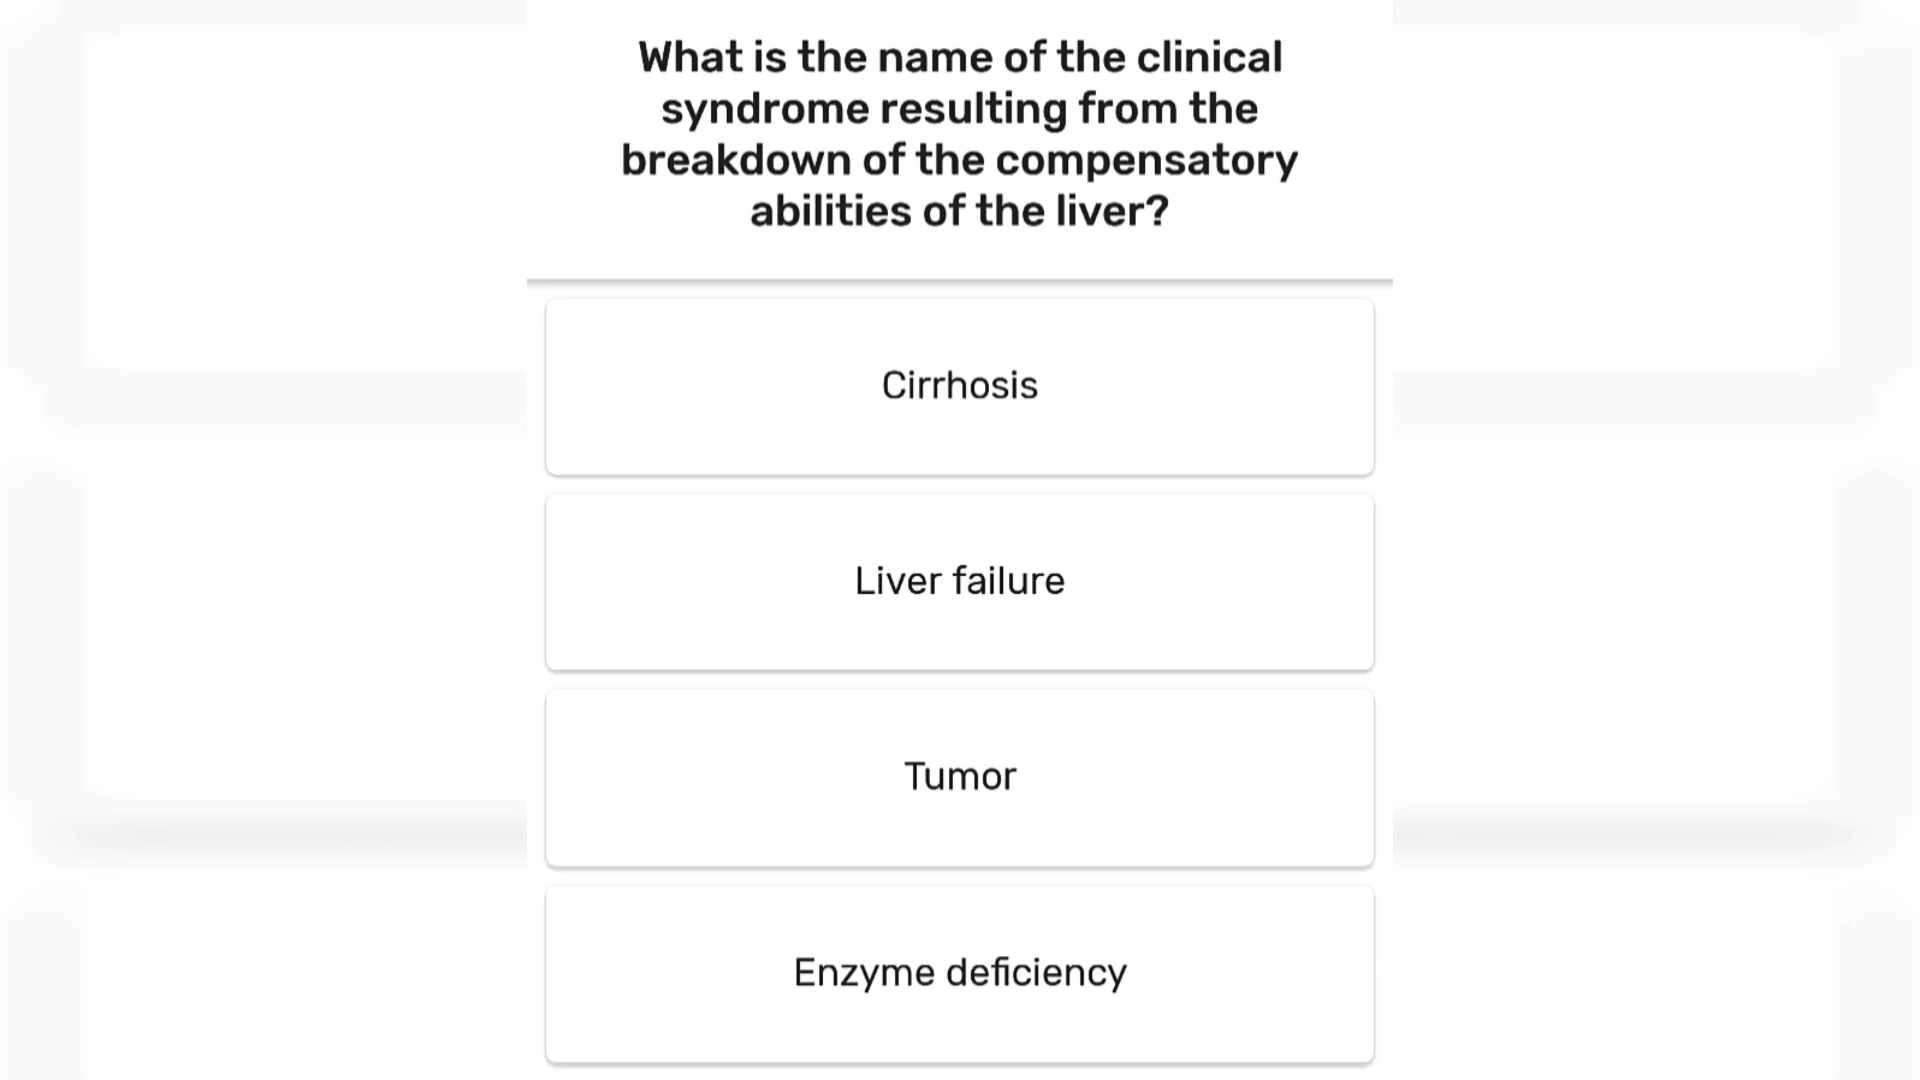 What is the name of the clinical
syndrome resulting from the
breakdown of the compensatory
abilities of the liver?
Cirrhosis
Liver failure
Tumor
Enzyme deficiency